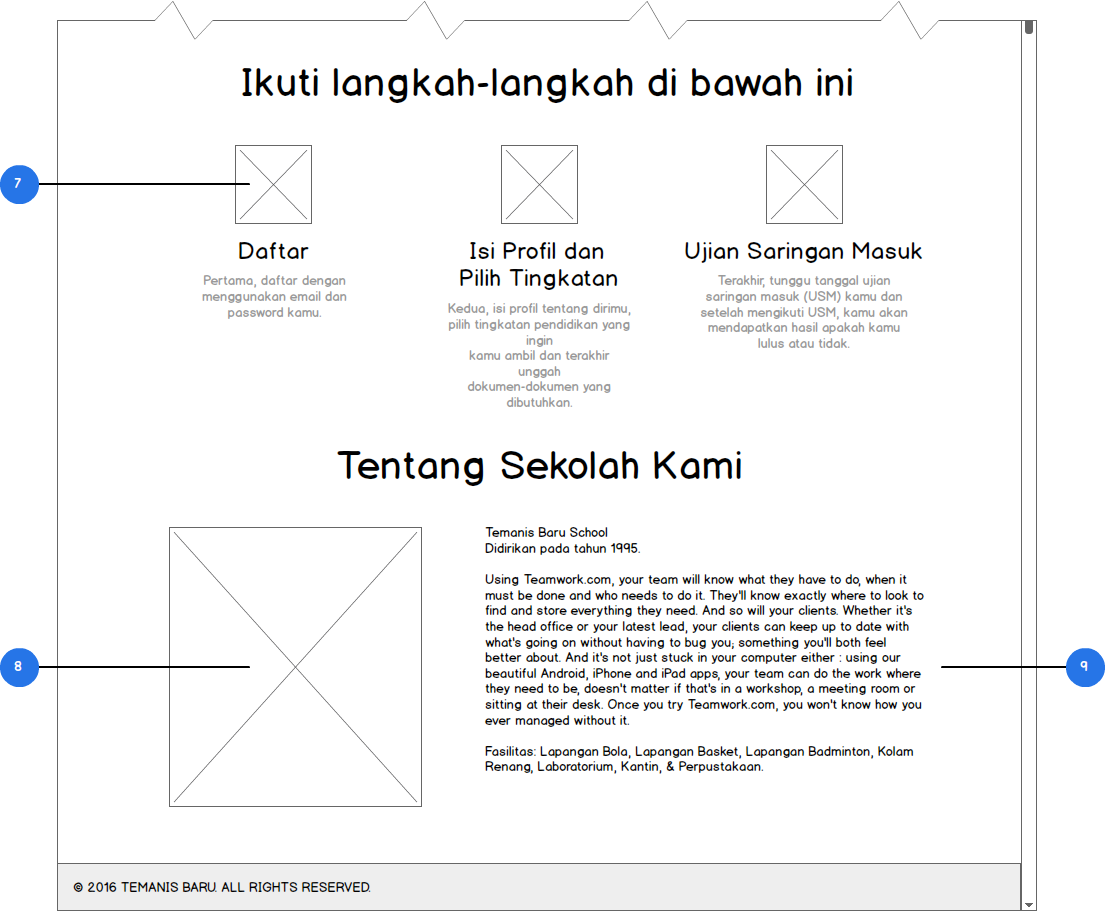 Ikuti langkah-langkah di bawah ini
7
Daftar
Pertama, daftar dengan
menggunakan email dan
password kamu.
Isi Profil dan
Pilih Tingkatan
Kedua, isi profil tentang dirimu,
pilih tingkatan pendidikan yang
ingin
kamu ambil dan terakhir
unggah
dokumen-dokumen yang
dibutuhkan.
Ujian Saringan Masuk
Terakhir, tunggu tanggal ujian
saringan masuk (USM) kamu dan
setelah mengikuti USM, kamu akan
mendapatkan hasil apakah kamu
lulus atau tidak.
Tentang Sekolah Kami
8
Temanis Baru School
Didirikan pada tahun 1995.
Using Teamwork.com, your team will know what they have to do, when it
must be done and who needs to do it. They'll know exactly where to look to
find and store everything they need. And so will your clients. Whether it's
the head office or your latest lead, your clients can keep up to date with
what's going on without having to bug you; something you'll both feel
better about. And it's not just stuck in your computer either : using our
beautiful Android, iPhone and iPad apps, your team can do the work where
they need to be, doesn't matter if that's in a workshop, a meeting room or
sitting at their desk. Once you try Teamwork.com, you won't know how you
ever managed without it.
Fasilitas: Lapangan Bola, Lapangan Basket, Lapangan Badminton, Kolam
Renang, Laboratorium, Kantin, & Perpustakaan.
9
© 2016 TEMANIS BARU. ALL RIGHTS RESERVED.